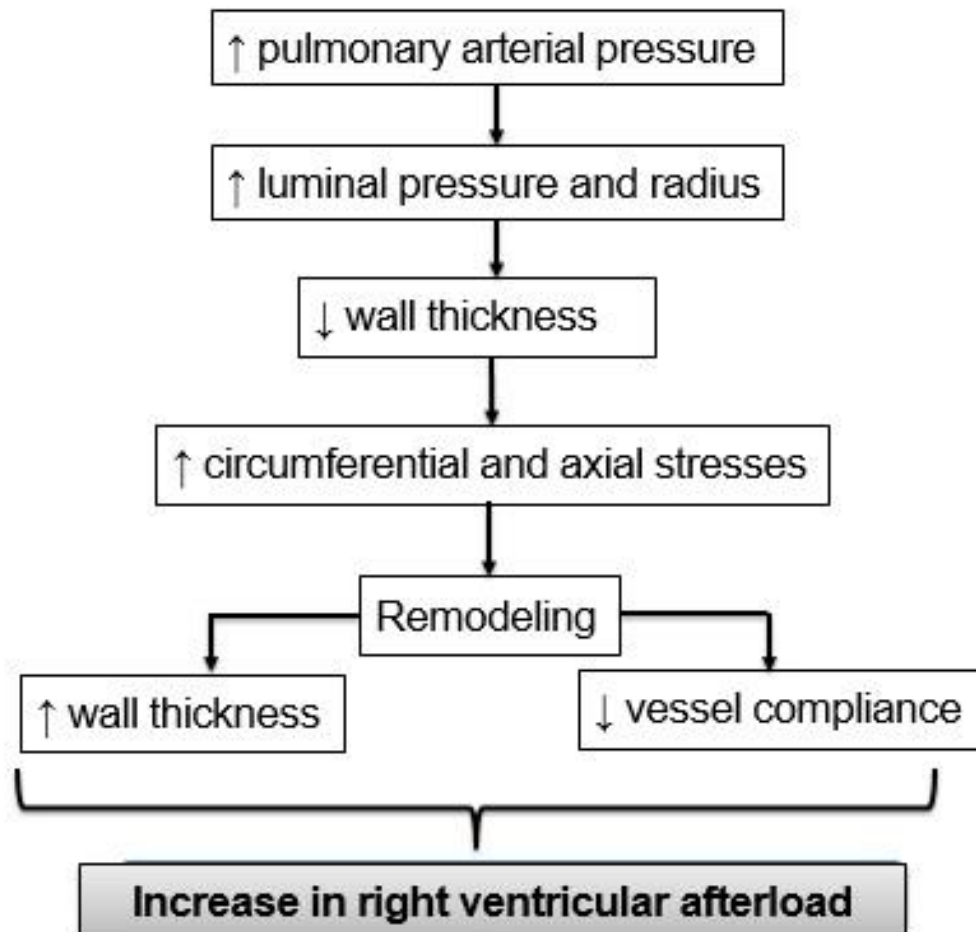 ↑ pulmonary arterial pressure
↑ luminal pressure and radius
↓ wall thickness
↑ circumferential and axial stresses
Remodeling
↑ wall thickness
↓ vessel compliance
Increase in right ventricular afterload